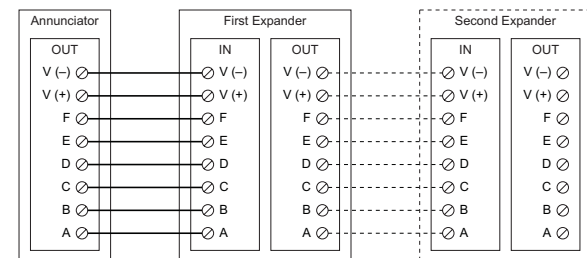 Annunciator
OUT
V (–)
V (+)
F
E
D
C
B
A
First Expander
IN
V (–)
V (+)
F
E
D
C
B
A
OUT
V (–)
V (+)
F
E
D
C
B
A
Second Expander
IN
V (–)
V (+)
F
E
D
C
B
A
OUT
V (–)
V (+)
F
E
D
C
B
A